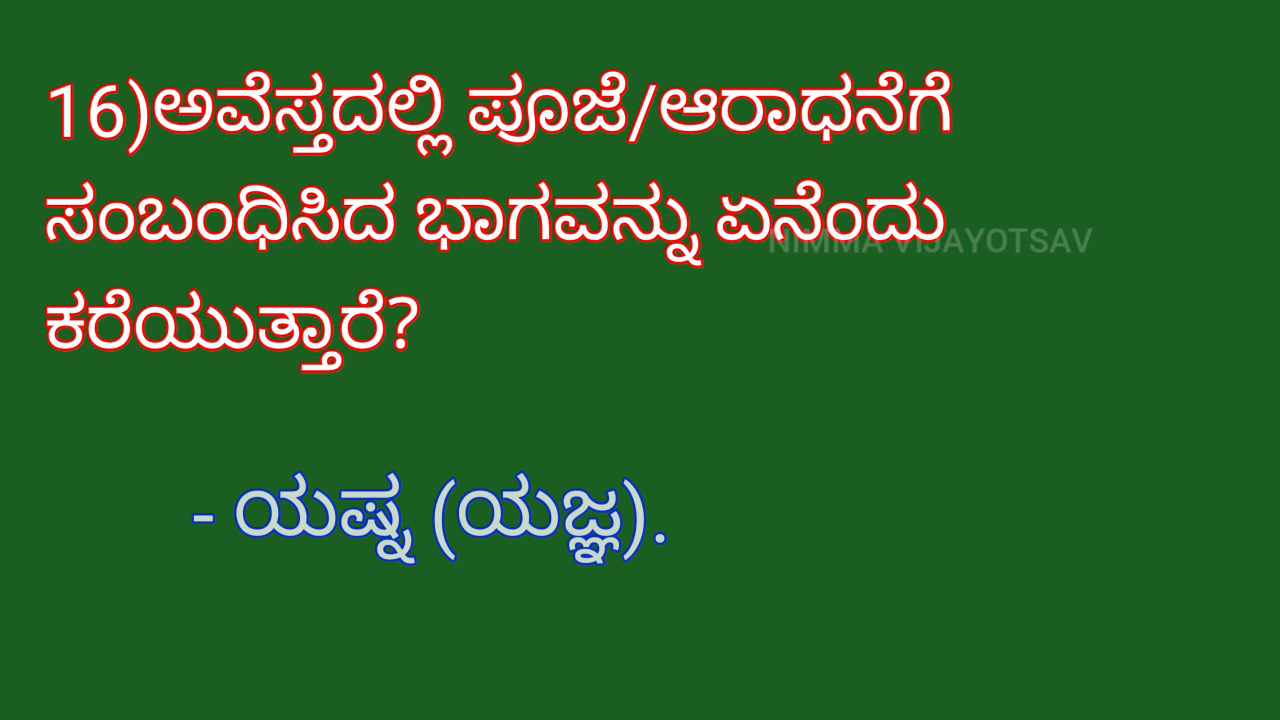 16)ಅವೆಸ್ತದಲ್ಲಿ ಪೂಜೆ/ಆರಾಧನೆಗೆ
ಸಂಬಂಧಿಸಿದ ಭಾಗವನ್ನು ಏನೆಂದು
NIMMA VIJAYOTSAV
ಕರೆಯುತ್ತಾರೆ?
- ಯಷ್ನ (ಯಜ್ಞ).